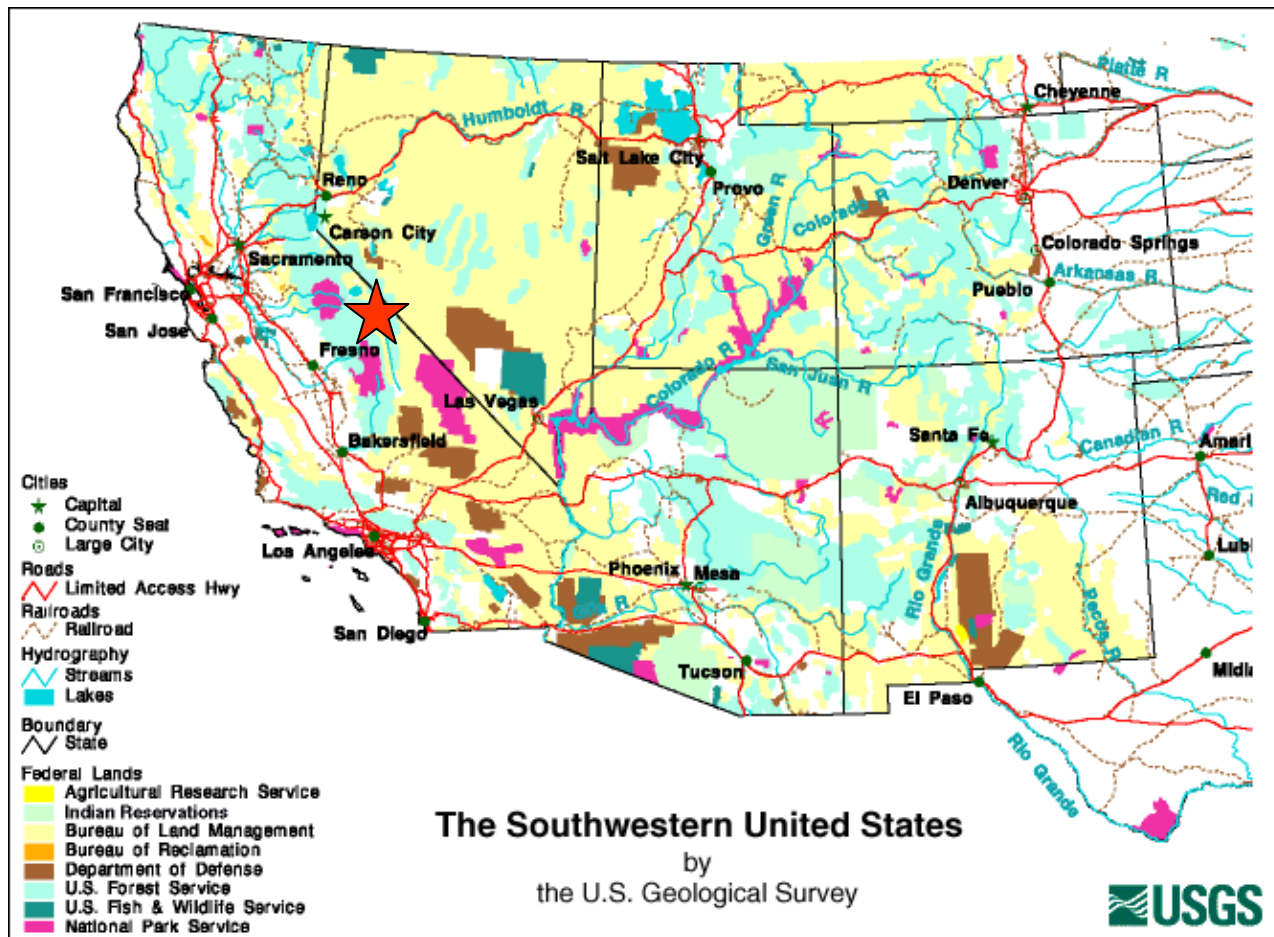 Platte R
Cheyenne
Humboldt R
Salt Lake City
Provo
Reno
Carson City
Sacramento
San Francisco
San Jose
Fresno
Green R
Colorado R
Denver
Colorado Springs
Arkansas R
Pueblo
Las Vegas
Colorado R
San Juan R
Bakersfield
Santa Fe
Canadian R
Amari
Albuquerque
Red
Los Angeles
Phoenix
Mesa
Rio Grande
Pecos R
Lub
San Diego
R
Tucson
El Paso
Midl
Rio Grande
Cities
Capital
County Seat
Large City
Roads
Limited Access Hwy
Railroads
Railroad
Hydrography
Streams
Lakes
Boundary
State
Federal Lands
Agricultural Research Service
Indian Reservations
Bureau of Land Management
Bureau of Reclamation
Department of Defense
U.S. Forest Service
U.S. Fish & Wildlife Service
National Park Service
The Southwestern United States
by
the U.S. Geological Survey
USGS